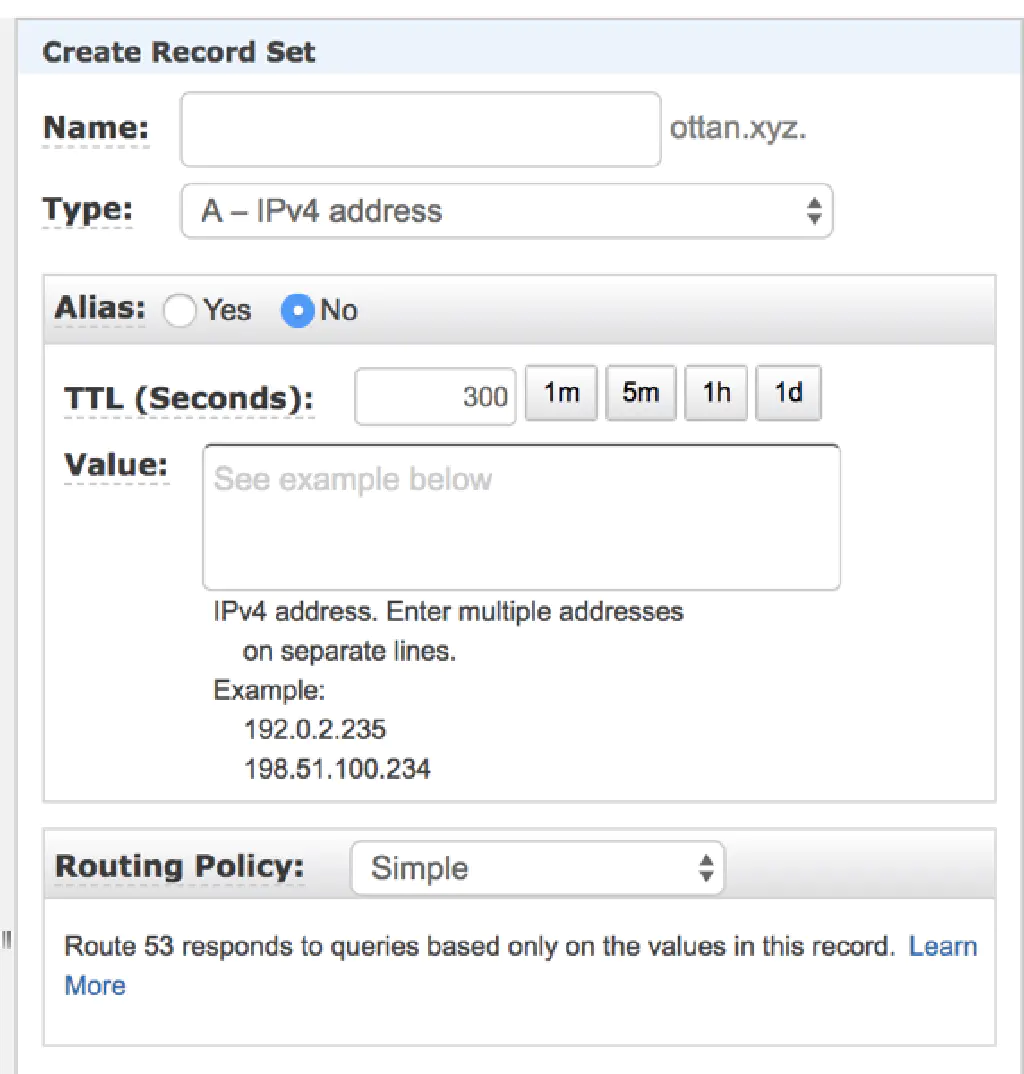 Create Record Set
Name: ottan.xyz.
Type: A – IPv4 address
Alias: Yes No
TTL (Seconds): 300 1m 5m 1h 1d
Value: See example below
IPv4 address. Enter multiple addresses
on separate lines.
Example:
192.0.2.235
198.51.100.234
Routing Policy: Simple
Route 53 responds to queries based only on the values in this record. Learn
More